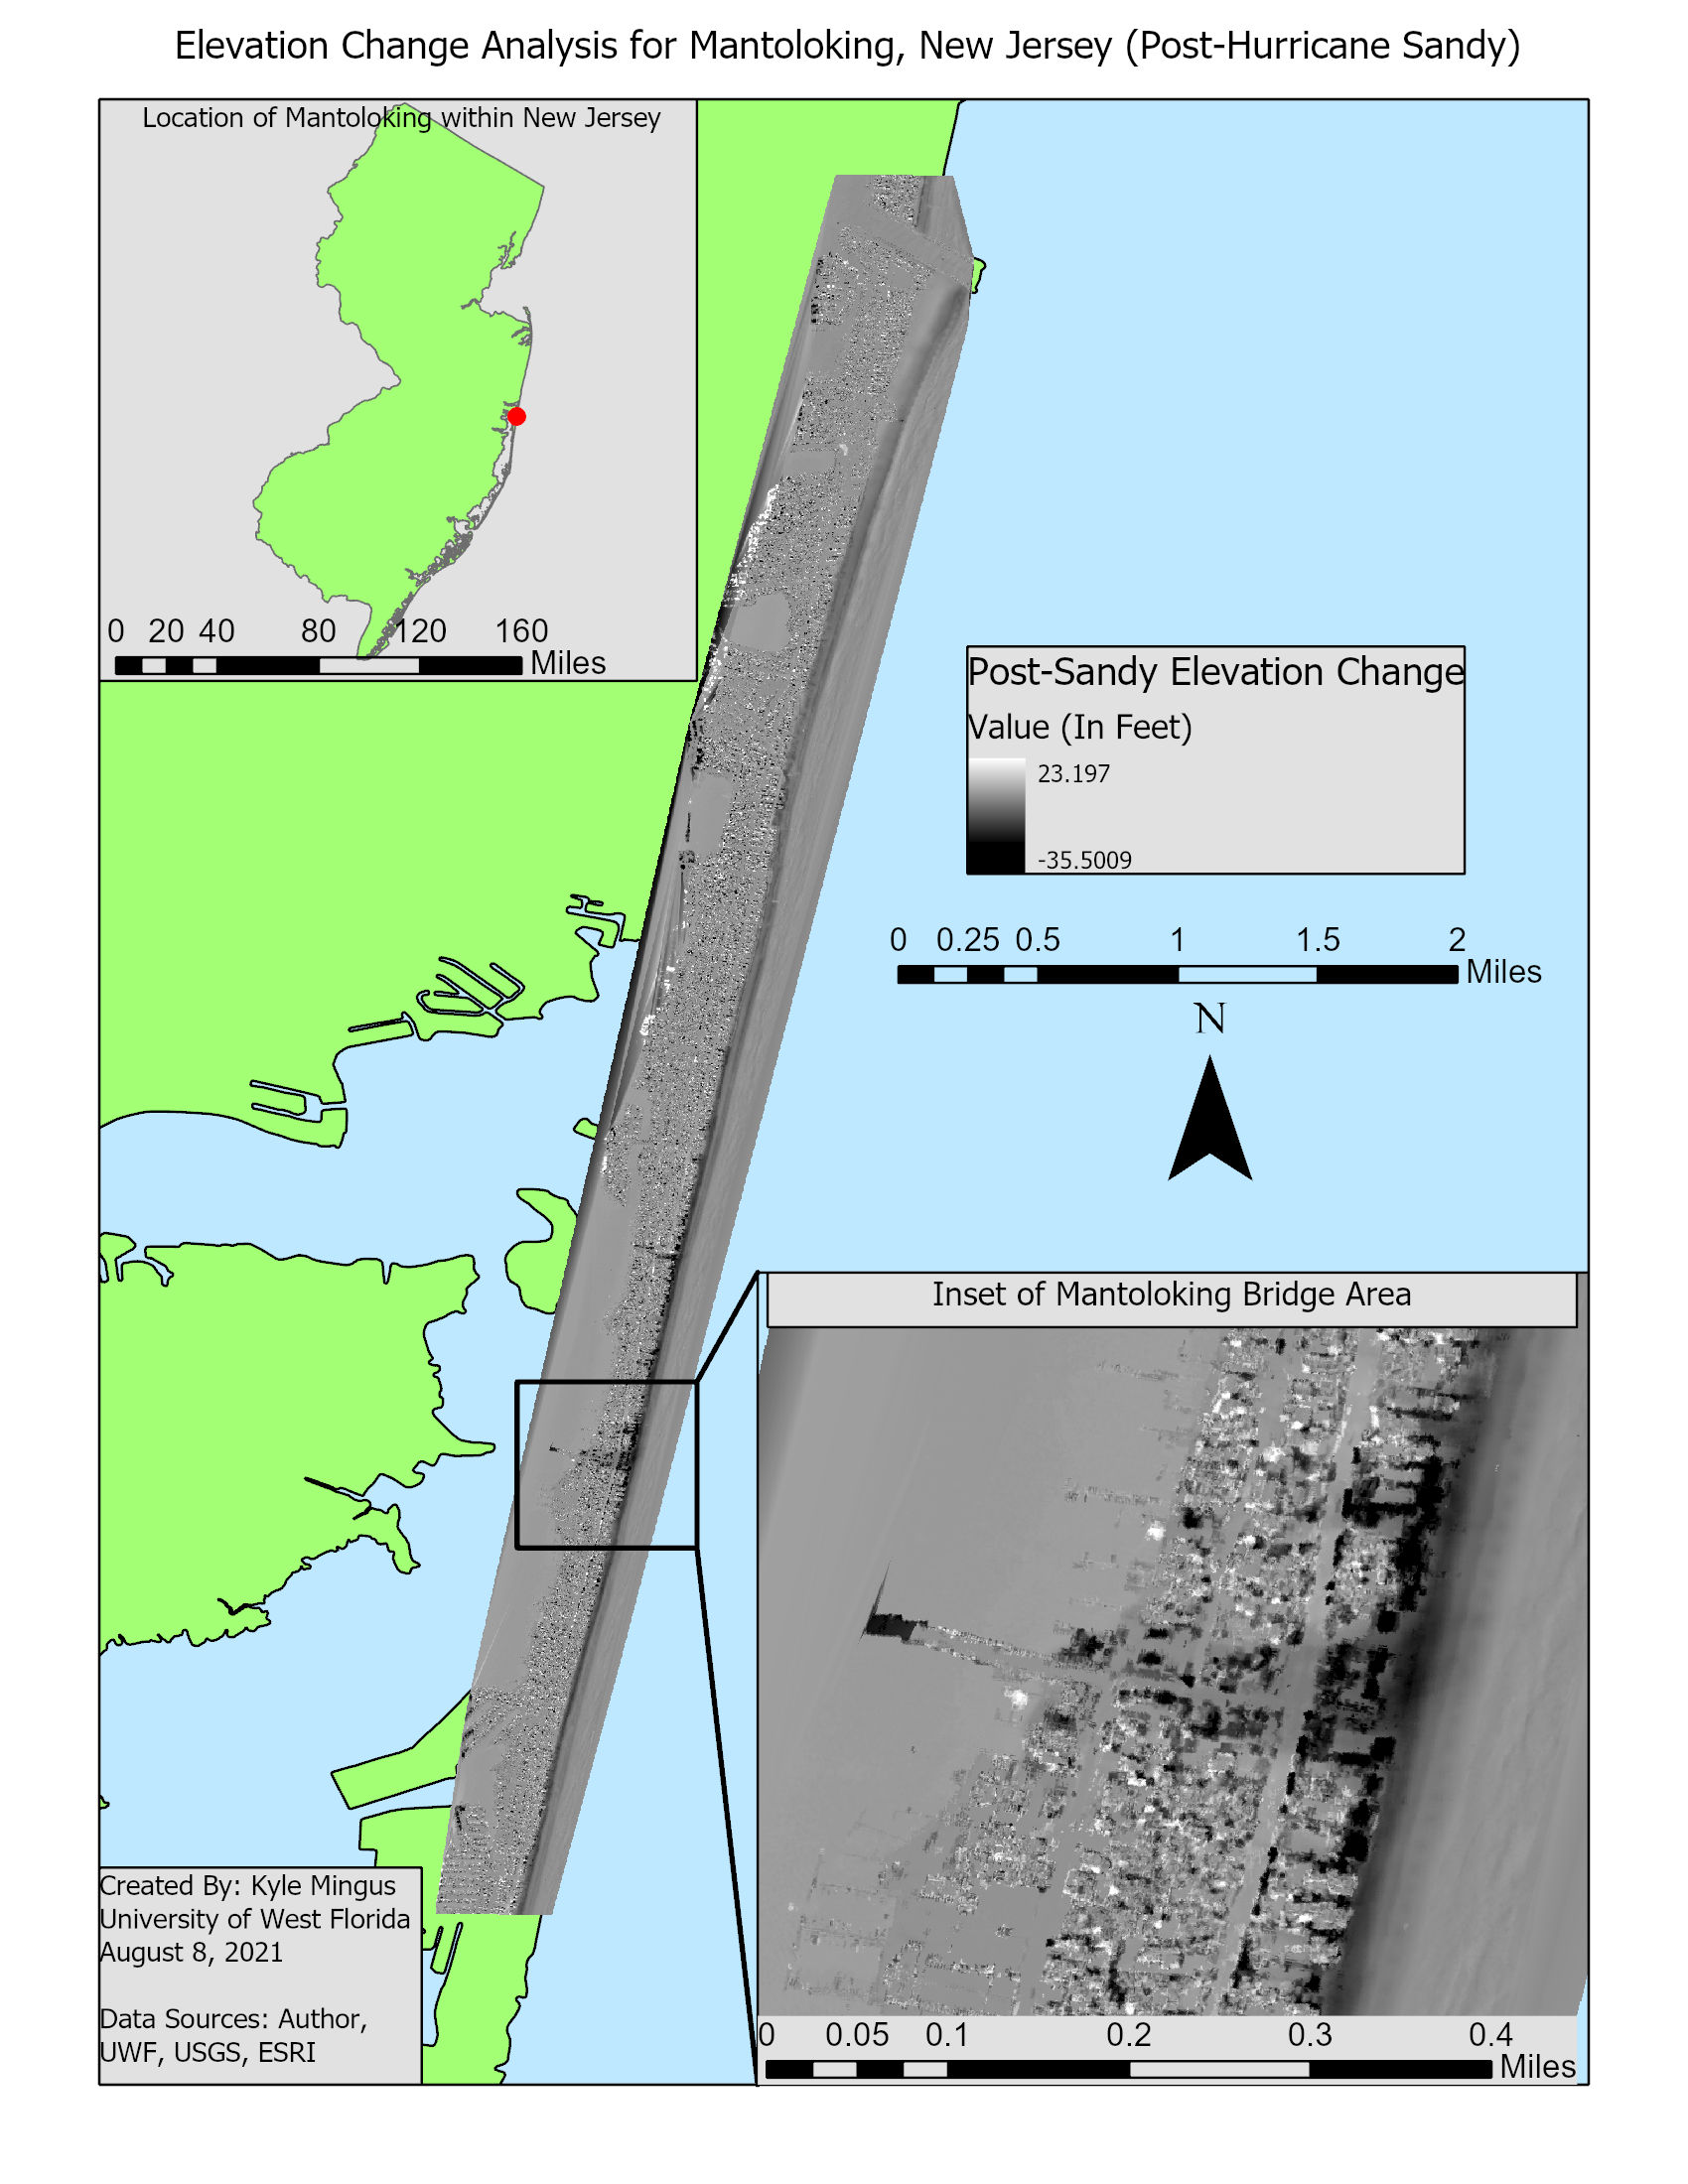 Elevation Change Analysis for Mantoloking, New Jersey (Post-Hurricane Sandy)
Location of Mantoloking within New Jersey
0 20 40 80 120 160
Miles
Post-Sandy Elevation Change
Value (In Feet)
23.197
-35.5009
0 0.25 0.5 1 1.5 2
Miles
N
Inset of Mantoloking Bridge Area
0 0.05 0.1 0.2 0.3 0.4
Miles
Created By: Kyle Mingus
University of West Florida
August 8, 2021
Data Sources: Author,
UWF, USGS, ESRI